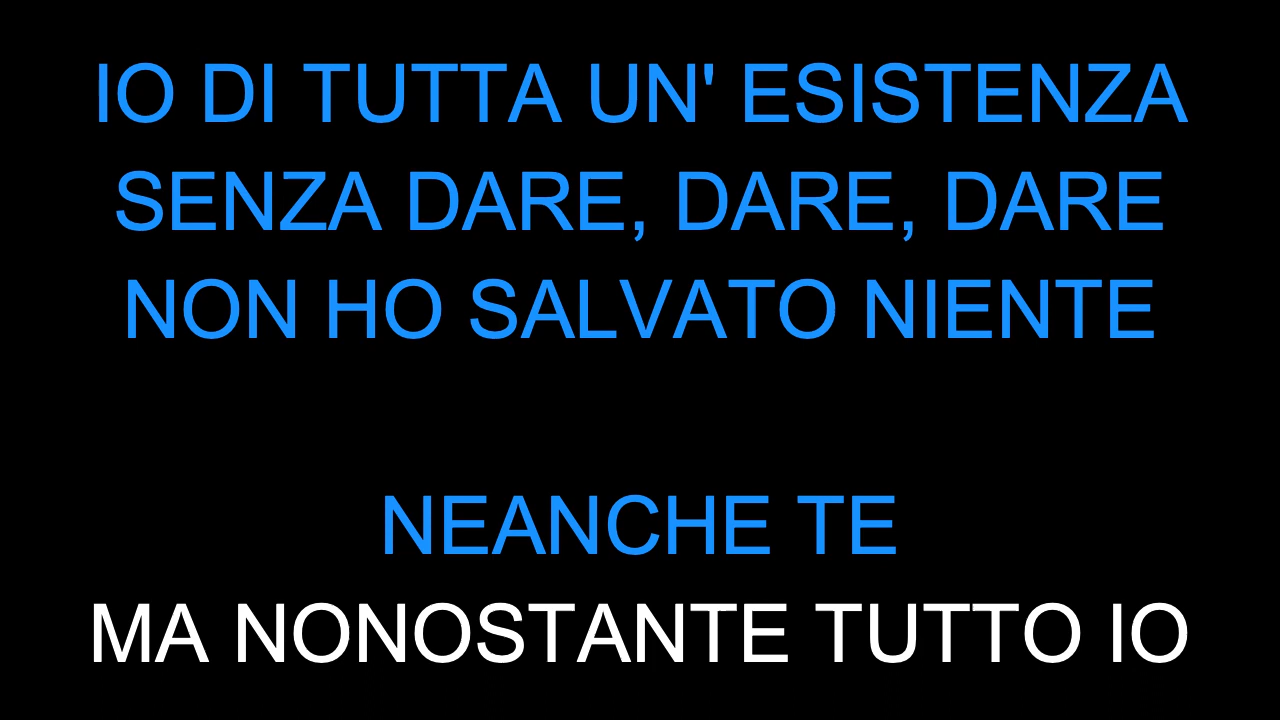 IO DI TUTTA UN' ESISTENZA
SENZA DARE, DARE, DARE
NON HO SALVATO NIENTE
NEANCHE TE
MA NONOSTANTE TUTTO IO